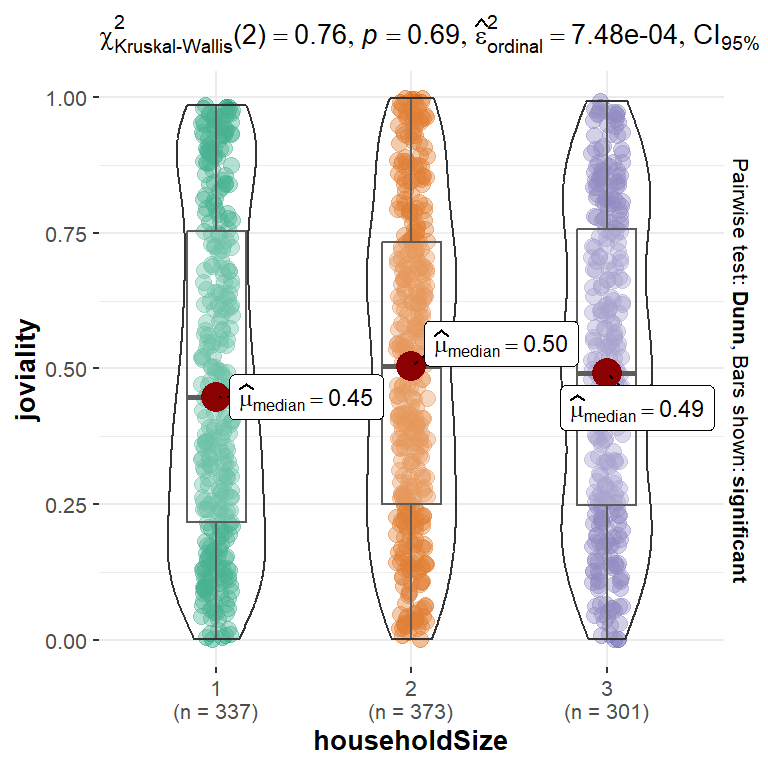 χ²Kruskal-Wallis(2) = 0.76, p = 0.69, ε̂²ordinal = 7.48e-04, CI95%
1.00
0.75
0.50
0.25
0.00
joviality
μ̂median = 0.45
μ̂median = 0.50
μ̂median = 0.49
Pairwise test: Dunn, Bars shown: significant
1
(n = 337)
2
(n = 373)
3
(n = 301)
householdSize